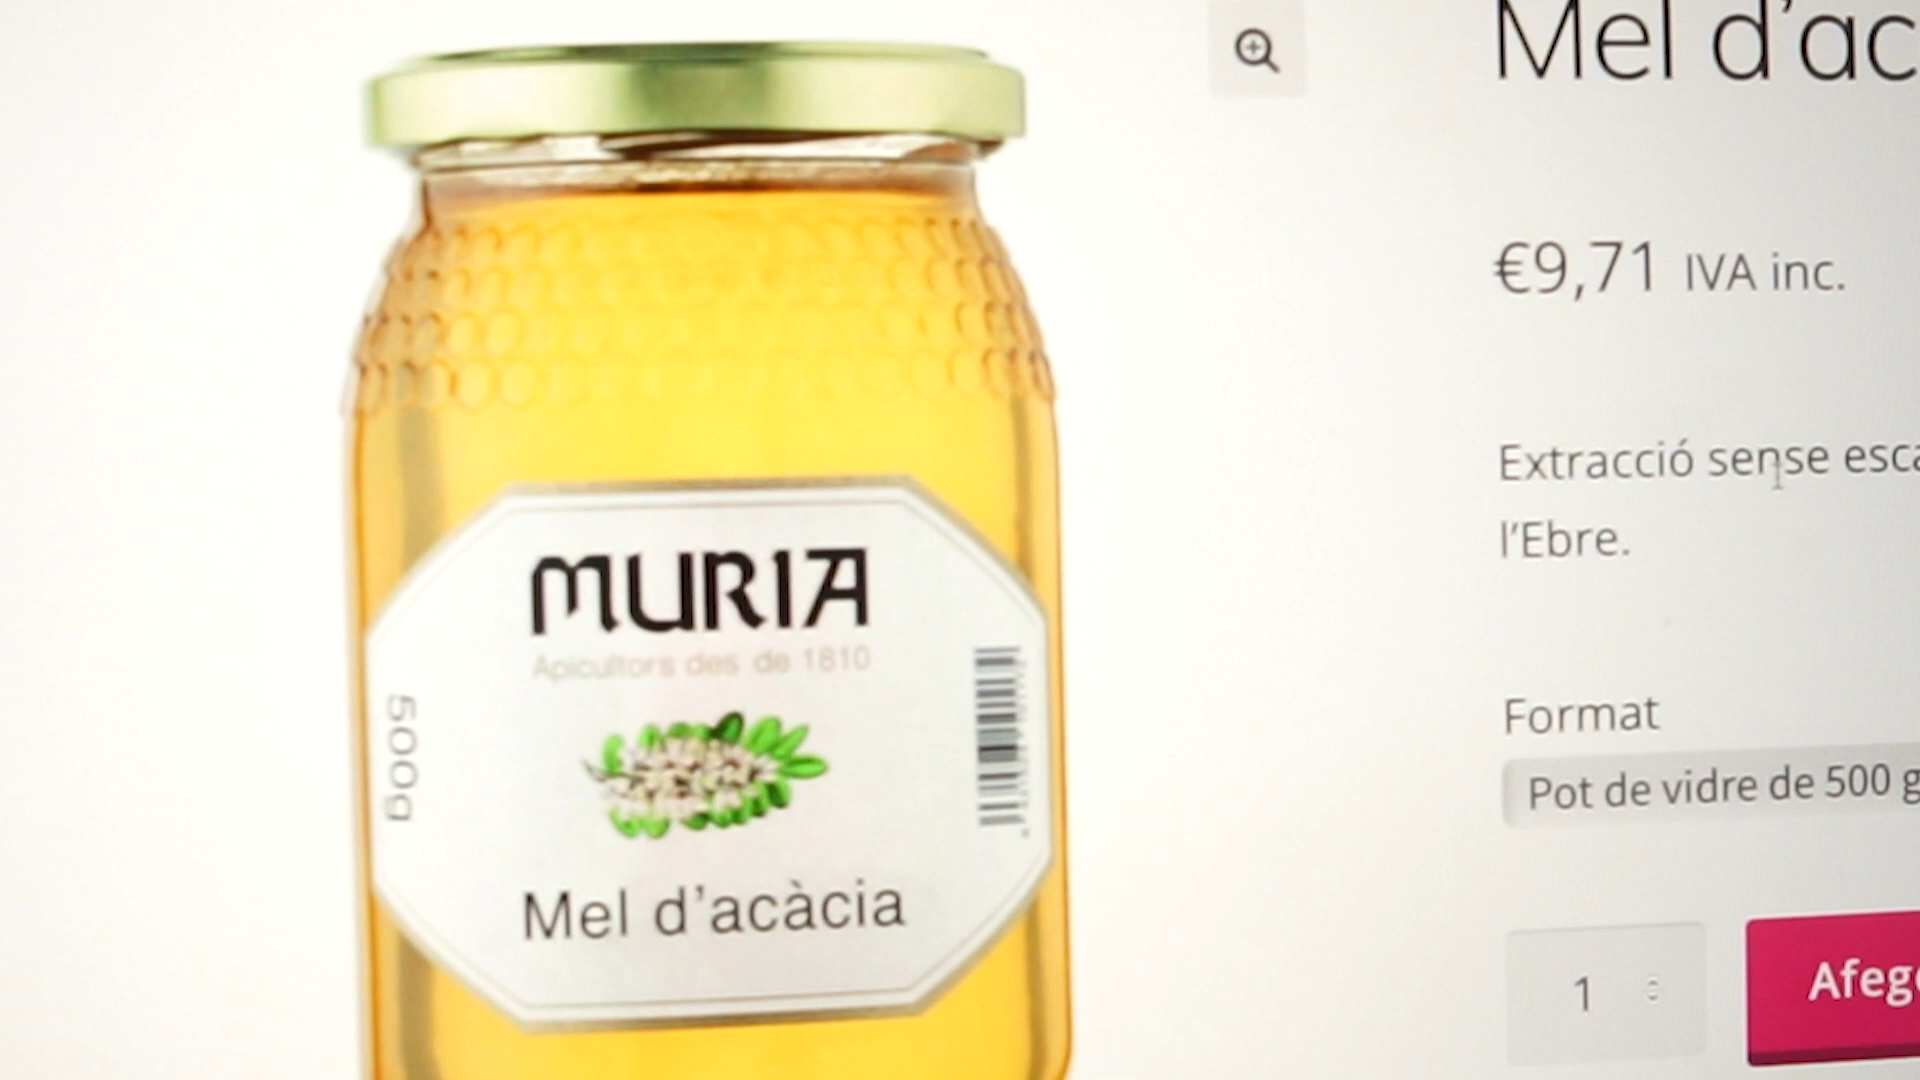 MURIA
Apicultors des de 1810
500g
Mel d'acàcia
Mel d'ac
€9,71 IVA inc.
Extracció sense esca
l'Ebre.
Format
Pot de vidre de 500 g
1
Afeg